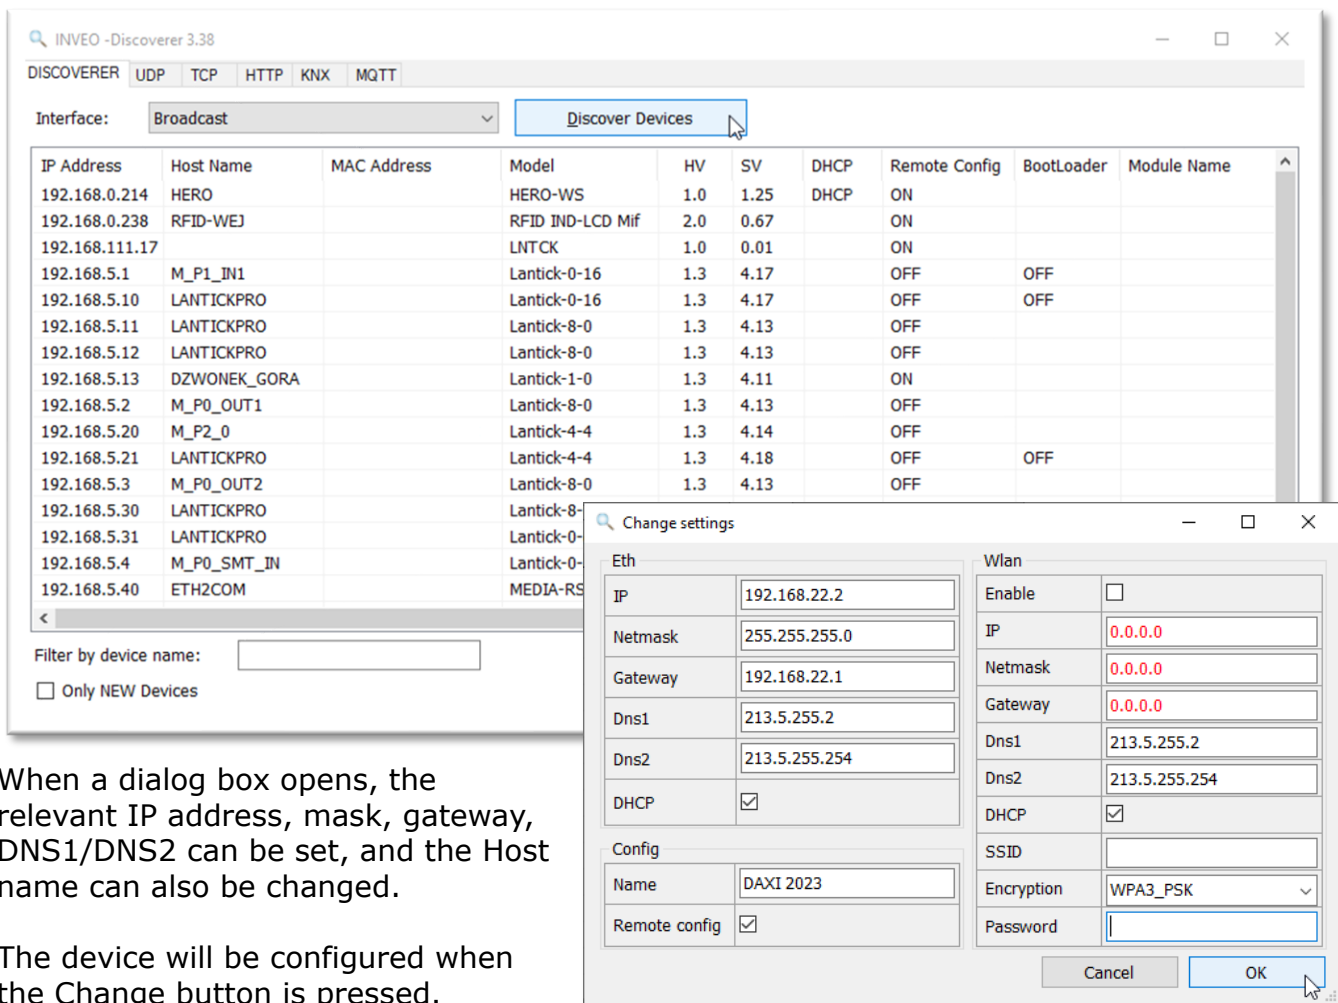 INVEO -Discoverer 3.38
DISCOVERER UDP TCP HTTP KNX MQTT
Interface: Broadcast Discover Devices
IP Address Host Name MAC Address Model HV SV DHCP Remote Config BootLoader Module Name
192.168.0.214 HERO HERO-WS 1.0 1.25 DHCP ON
192.168.0.238 RFID-WEJ RFID IND-LCD Mif 2.0 0.67 ON
192.168.111.17 LNTCK 1.0 0.01 ON
192.168.5.1 M_P1_IN1 Lantick-0-16 1.3 4.17 OFF OFF
192.168.5.10 LANTICKPRO Lantick-0-16 1.3 4.17 OFF OFF
192.168.5.11 LANTICKPRO Lantick-8-0 1.3 4.13 OFF
192.168.5.12 LANTICKPRO Lantick-8-0 1.3 4.13 OFF
192.168.5.13 DZWONEK_GORA Lantick-1-0 1.3 4.11 ON
192.168.5.2 M_P0_OUT1 Lantick-8-0 1.3 4.13 OFF
192.168.5.20 M_P2_0 Lantick-4-4 1.3 4.14 OFF
192.168.5.21 LANTICKPRO Lantick-4-4 1.3 4.18 OFF OFF
192.168.5.3 M_P0_OUT2 Lantick-8-0 1.3 4.13 OFF
192.168.5.30 LANTICKPRO Lantick-8-
192.168.5.31 LANTICKPRO Lantick-0-
192.168.5.4 M_P0_SMT_IN Lantick-0-
192.168.5.40 ETH2COM MEDIA-RS
Filter by device name:
Only NEW Devices
Change settings
Eth
IP 192.168.22.2
Netmask 255.255.255.0
Gateway 192.168.22.1
Dns1 213.5.255.2
Dns2 213.5.255.254
DHCP
Config
Name DAXI 2023
Remote config
Wlan
Enable
IP 0.0.0.0
Netmask 0.0.0.0
Gateway 0.0.0.0
Dns1 213.5.255.2
Dns2 213.5.255.254
DHCP
SSID
Encryption WPA3_PSK
Password
Cancel OK
When a dialog box opens, the
relevant IP address, mask, gateway,
DNS1/DNS2 can be set, and the Host
name can also be changed.
The device will be configured when
the Change button is pressed.